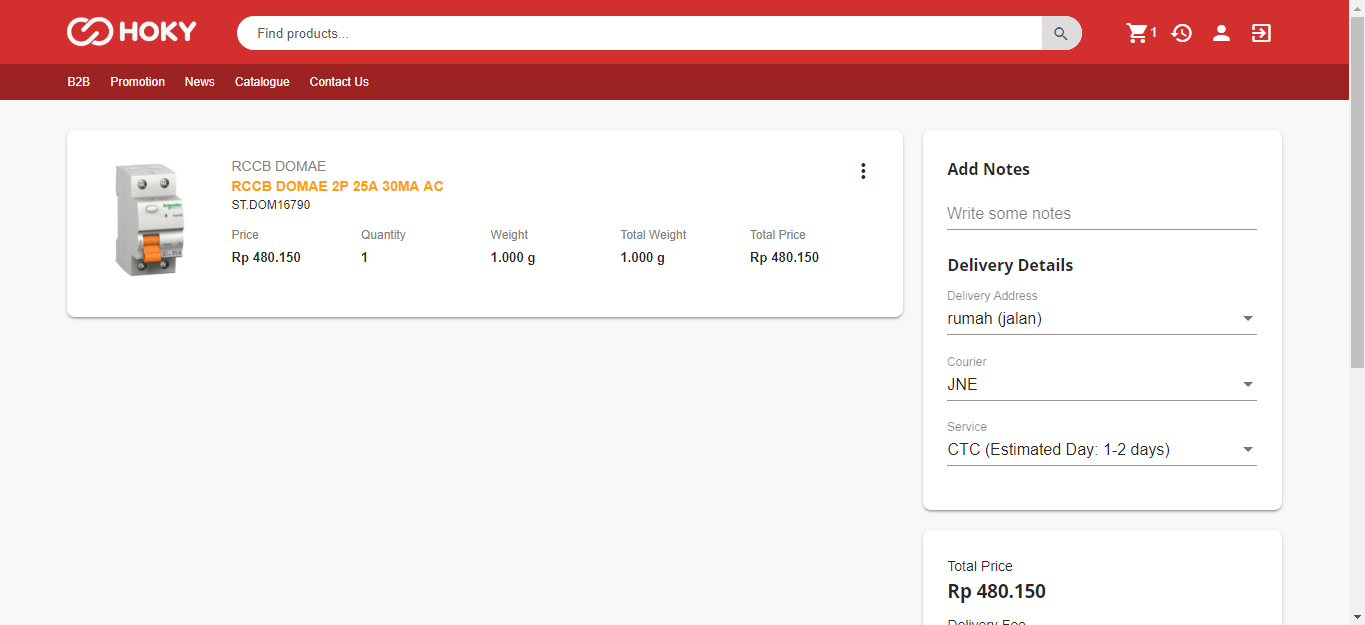 HOKY
Find products...
1
B2B
Promotion
News
Catalogue
Contact Us
RCCB DOMAE
RCCB DOMAE 2P 25A 30MA AC
ST.DOM16790
Price
Quantity
Weight
Total Weight
Total Price
Rp 480.150
1
1.000 g
1.000 g
Rp 480.150
Add Notes
Write some notes
Delivery Details
Delivery Address
rumah (jalan)
Courier
JNE
Service
CTC (Estimated Day: 1-2 days)
Total Price
Rp 480.150
Delivery Fee